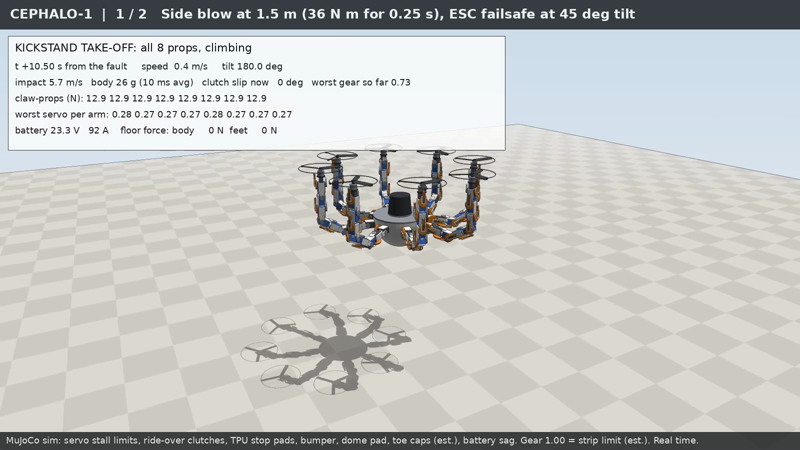 CEPHALO-1 | 1 / 2 Side blow at 1.5 m (36 N m for 0.25 s), ESC failsafe at 45 deg tilt
KICKSTAND TAKE-OFF: all 8 props, climbing
t +10.50 s from the fault speed 0.4 m/s tilt 180.0 deg
impact 5.7 m/s body 26 g (10 ms avg) clutch slip now 0 deg worst gear so far 0.73
claw-props (N): 12.9 12.9 12.9 12.9 12.9 12.9 12.9 12.9
worst servo per arm: 0.28 0.27 0.27 0.27 0.28 0.27 0.27 0.27
battery 23.3 V 92 A floor force: body 0 N feet 0 N
MuJoCo sim: servo stall limits, ride-over clutches, TPU stop pads, bumper, dome pad, toe caps (est.), battery sag. Gear 1.00 = strip limit (est.). Real time.